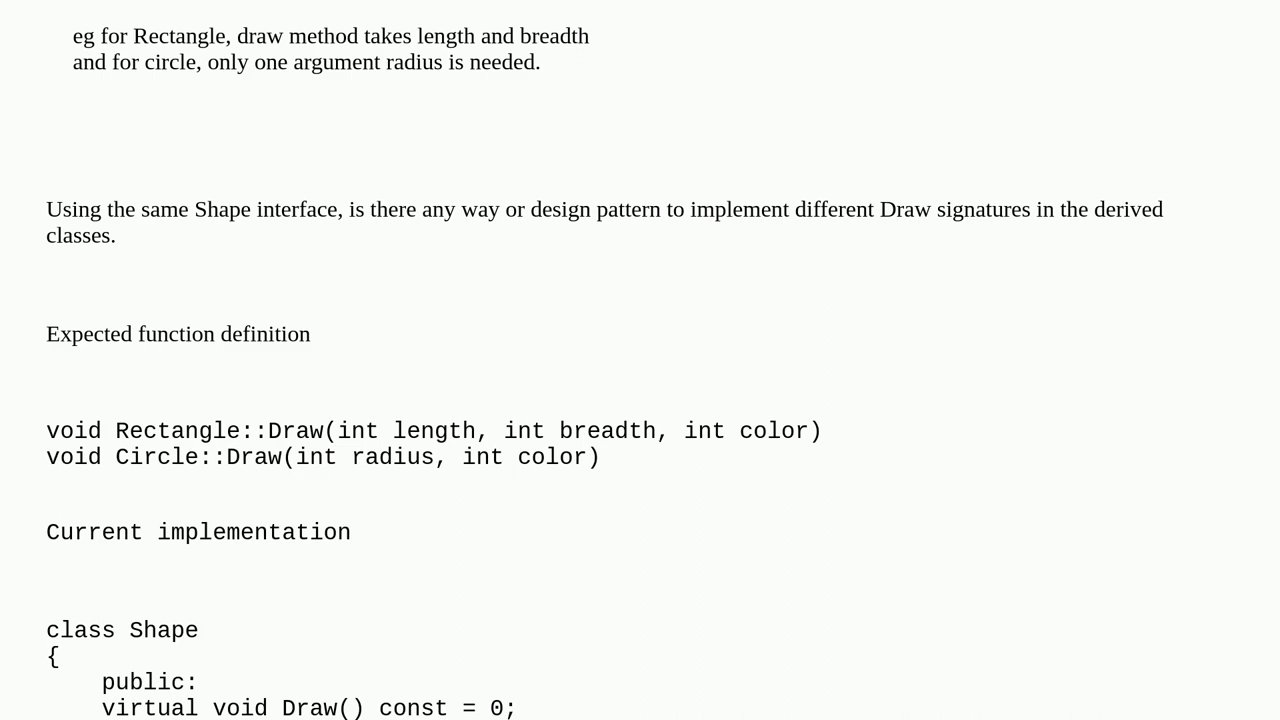 eg for Rectangle, draw method takes length and breadth
and for circle, only one argument radius is needed.
Using the same Shape interface, is there any way or design pattern to implement different Draw signatures in the derived
classes.
Expected function definition
void Rectangle::Draw(int length, int breadth, int color)
void Circle::Draw(int radius, int color)
Current implementation
class Shape
{
    public:
    virtual void Draw() const = 0;